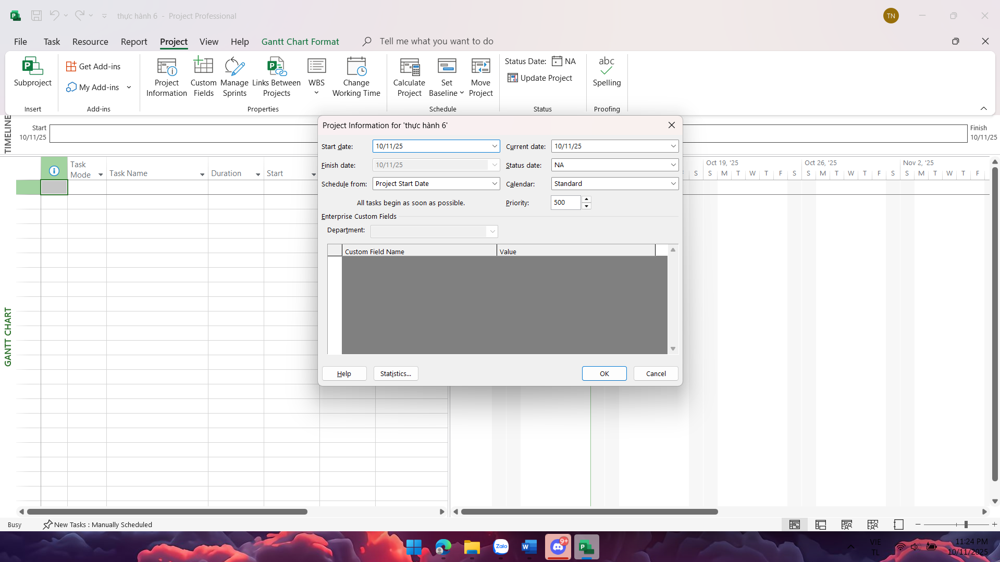 thực hành 6 - Project Professional
TN
File Task Resource Report Project View Help Gantt Chart Format Tell me what you want to do
Subproject
Insert
Get Add-ins
My Add-ins
Add-ins
Project Information
Custom Fields
Manage Sprints
Links Between Projects
WBS
Change Working Time
Properties
Calculate Project
Set Baseline
Move Project
Schedule
Status Date: NA
Update Project
Status
abc
Spelling
Proofing
TIMELINE
Start
10/11/25
Finish
10/11/25
Project Information for 'thực hành 6'
Start date: 10/11/25
Current date: 10/11/25
Finish date: 10/11/25
Status date: NA
Schedule from: Project Start Date
Calendar: Standard
All tasks begin as soon as possible.
Priority: 500
Enterprise Custom Fields
Department:
Custom Field Name Value
Help Statistics... OK Cancel
Task Mode
Task Name
Duration
Start
Oct 19, '25 Oct 26, '25 Nov 2, '25
S S M T W T F S S M T W T F S S M T W T F
GANTT CHART
Busy
New Tasks : Manually Scheduled
Zalo
W
9+
P
VIE
TL
11:24 PM
10/11/2025